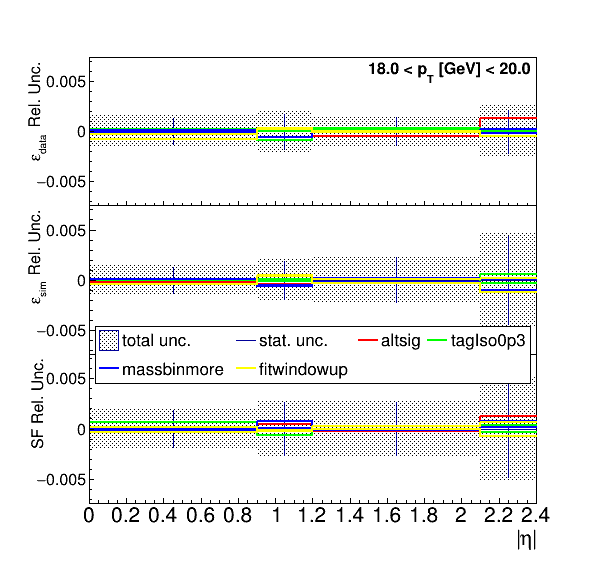 18.0 < p_T [GeV] < 20.0
ε_data Rel. Unc.
0.005
0
−0.005
ε_sim Rel. Unc.
0.005
0
−0.005
total unc. stat. unc. altsig tagIso0p3
massbinmore fitwindowup
SF Rel. Unc.
0.005
0
−0.005
0 0.2 0.4 0.6 0.8 1 1.2 1.4 1.6 1.8 2 2.2 2.4
|η|